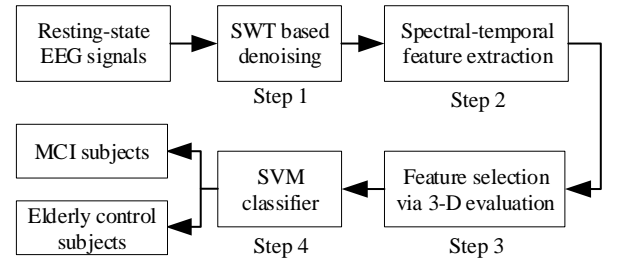 Resting-state
EEG signals
SWT based
denoising
Step 1
Spectral-temporal
feature extraction
Step 2
Feature selection
via 3-D evaluation
Step 3
SVM
classifier
Step 4
MCI subjects
Elderly control
subjects